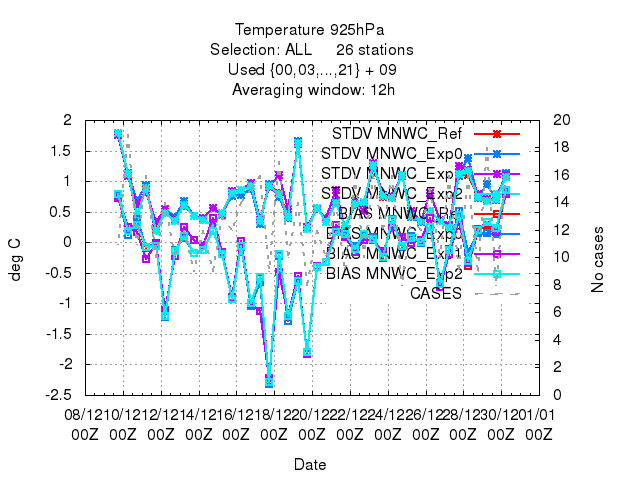 Temperature 925hPa
Selection: ALL 26 stations
Used {00,03,...,21} + 09
Averaging window: 12h
2 20
STDV MNWC_Ref
1.5 18
STDV MNWC_Exp0
16
STDV MNWC_Exp1
1
STDV MNWC_Exp2
14
0.5
BIAS MNWC_Ref
12
BIAS MNWC_Exp0
0
BIAS MNWC_Exp1
10
-0.5
BIAS MNWC_Exp2
8
CASES
-1
6
-1.5 4
-2 2
-2.5 0
deg C
No cases
08/12 10/12 12/12 14/12 16/12 18/12 20/12 22/12 24/12 26/12 28/12 30/12 01/01
00Z 00Z 00Z 00Z 00Z 00Z 00Z 00Z 00Z 00Z 00Z 00Z 00Z
Date